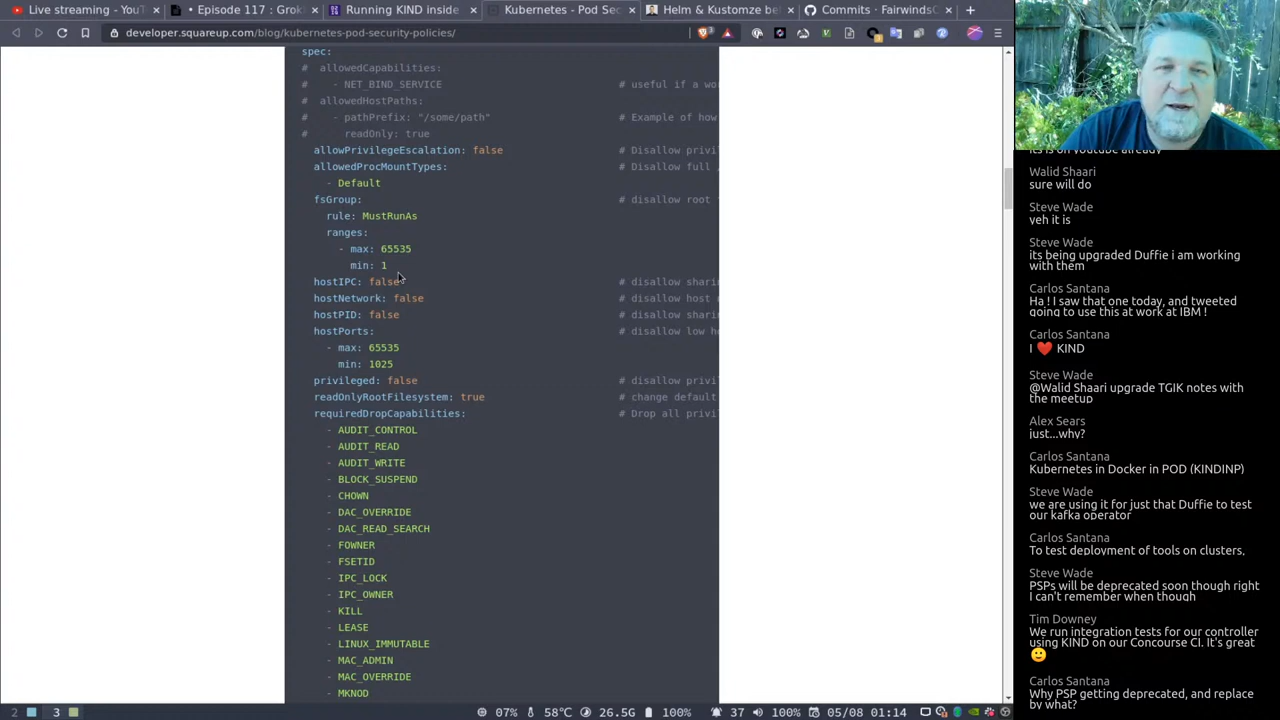 Live streaming - YouT
• Episode 117 : Grok
Running KIND inside
Kubernetes - Pod Sec
Helm & Kustomze be
Commits · FairwindsC
developer.squareup.com/blog/kubernetes-pod-security-policies/
spec:
# allowedCapabilities:
# - NET_BIND_SERVICE # useful if a wo
# allowedHostPaths:
# - pathPrefix: "/some/path" # Example of how
# readOnly: true
allowPrivilegeEscalation: false # Disallow privi
allowedProcMountTypes: # Disallow full
- Default
fsGroup: # disallow root
rule: MustRunAs
ranges:
- max: 65535
min: 1
hostIPC: false # disallow sharin
hostNetwork: false # disallow host
hostPID: false # disallow sharin
hostPorts: # disallow low h
- max: 65535
min: 1025
privileged: false # disallow privi
readOnlyRootFilesystem: true # change default
requiredDropCapabilities: # Drop all privi
- AUDIT_CONTROL
- AUDIT_READ
- AUDIT_WRITE
- BLOCK_SUSPEND
- CHOWN
- DAC_OVERRIDE
- DAC_READ_SEARCH
- FOWNER
- FSETID
- IPC_LOCK
- IPC_OWNER
- KILL
- LEASE
- LINUX_IMMUTABLE
- MAC_ADMIN
- MAC_OVERRIDE
- MKNOD
2 3 07% 58°C 26.5G 100% 37 100% 05/08 01:14
its is on youtube already
Walid Shaari
sure will do
Steve Wade
yeh it is
Steve Wade
its being upgraded Duffie i am working
with them
Carlos Santana
Ha ! I saw that one today, and tweeted
going to use this at work at IBM !
Carlos Santana
I ❤️ KIND
Steve Wade
@Walid Shaari upgrade TGIK notes with
the meetup
Alex Sears
just...why?
Carlos Santana
Kubernetes in Docker in POD (KINDINP)
Steve Wade
we are using it for just that Duffie to test
our kafka operator
Carlos Santana
To test deployment of tools on clusters.
Steve Wade
PSPs will be deprecated soon though right
I can't remember when though
Tim Downey
We run integration tests for our controller
using KIND on our Concourse CI. It's great
🙂
Carlos Santana
Why PSP getting deprecated, and replace
by what?